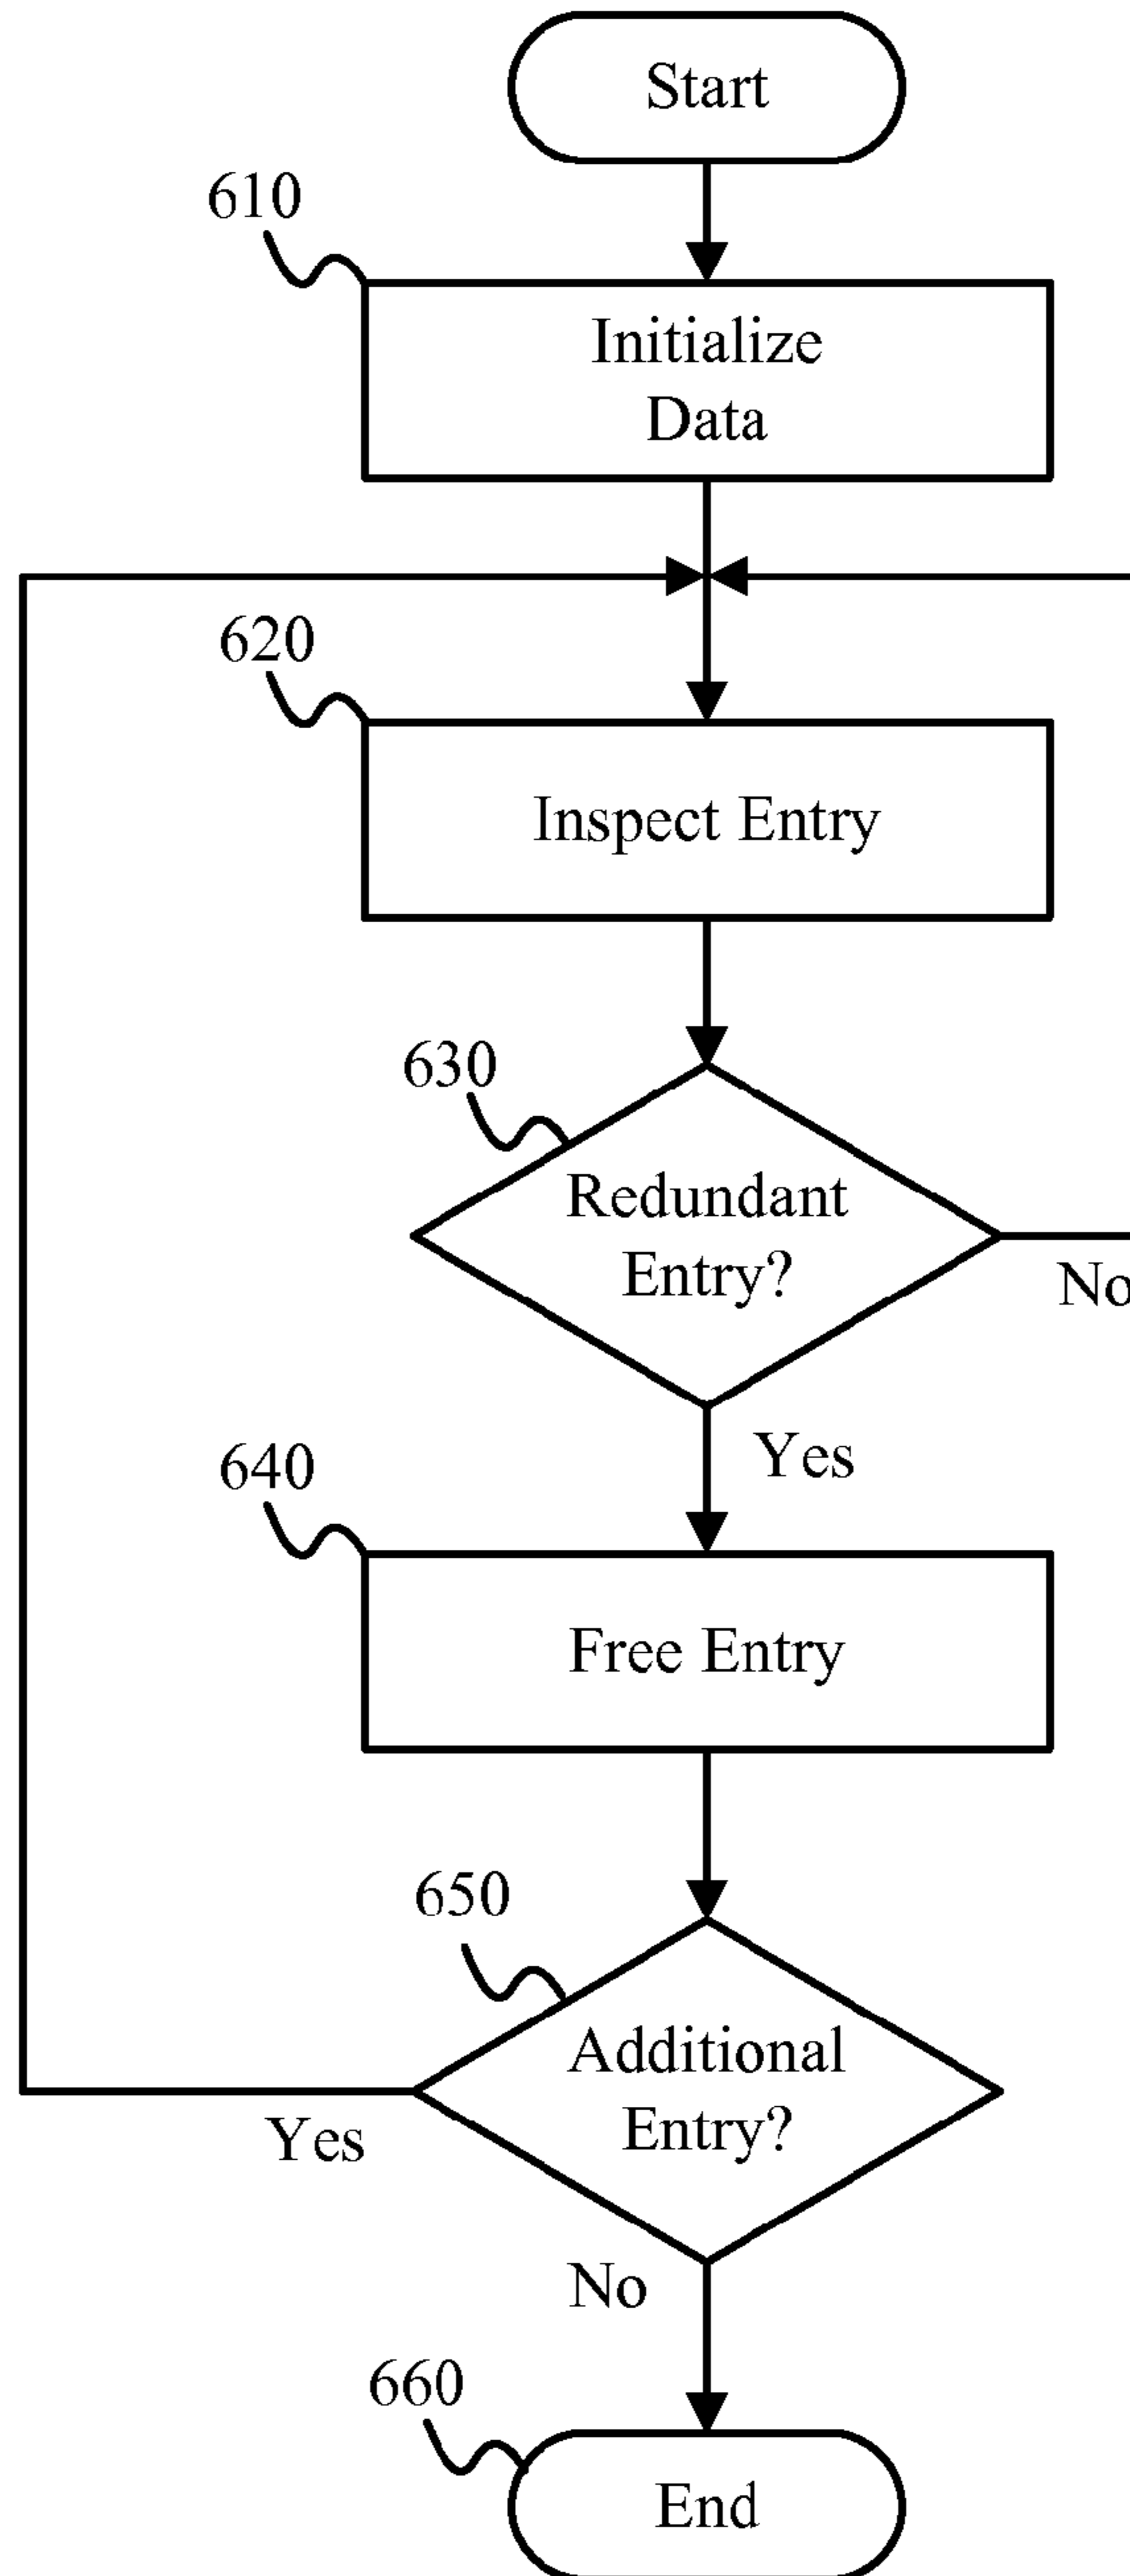 Start
610
Initialize
Data
620
Inspect Entry
630
Redundant
Entry?
No
Yes
640
Free Entry
650
Additional
Entry?
Yes
No
660
End